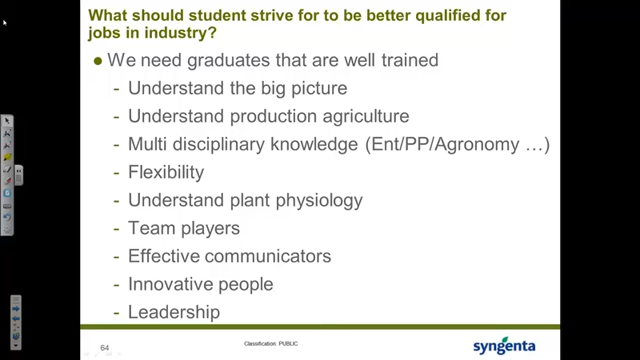 What should student strive for to be better qualified for
jobs in industry?
● We need graduates that are well trained
- Understand the big picture
- Understand production agriculture
- Multi disciplinary knowledge (Ent/PP/Agronomy …)
- Flexibility
- Understand plant physiology
- Team players
- Effective communicators
- Innovative people
- Leadership
64
Classification PUBLIC
syngenta